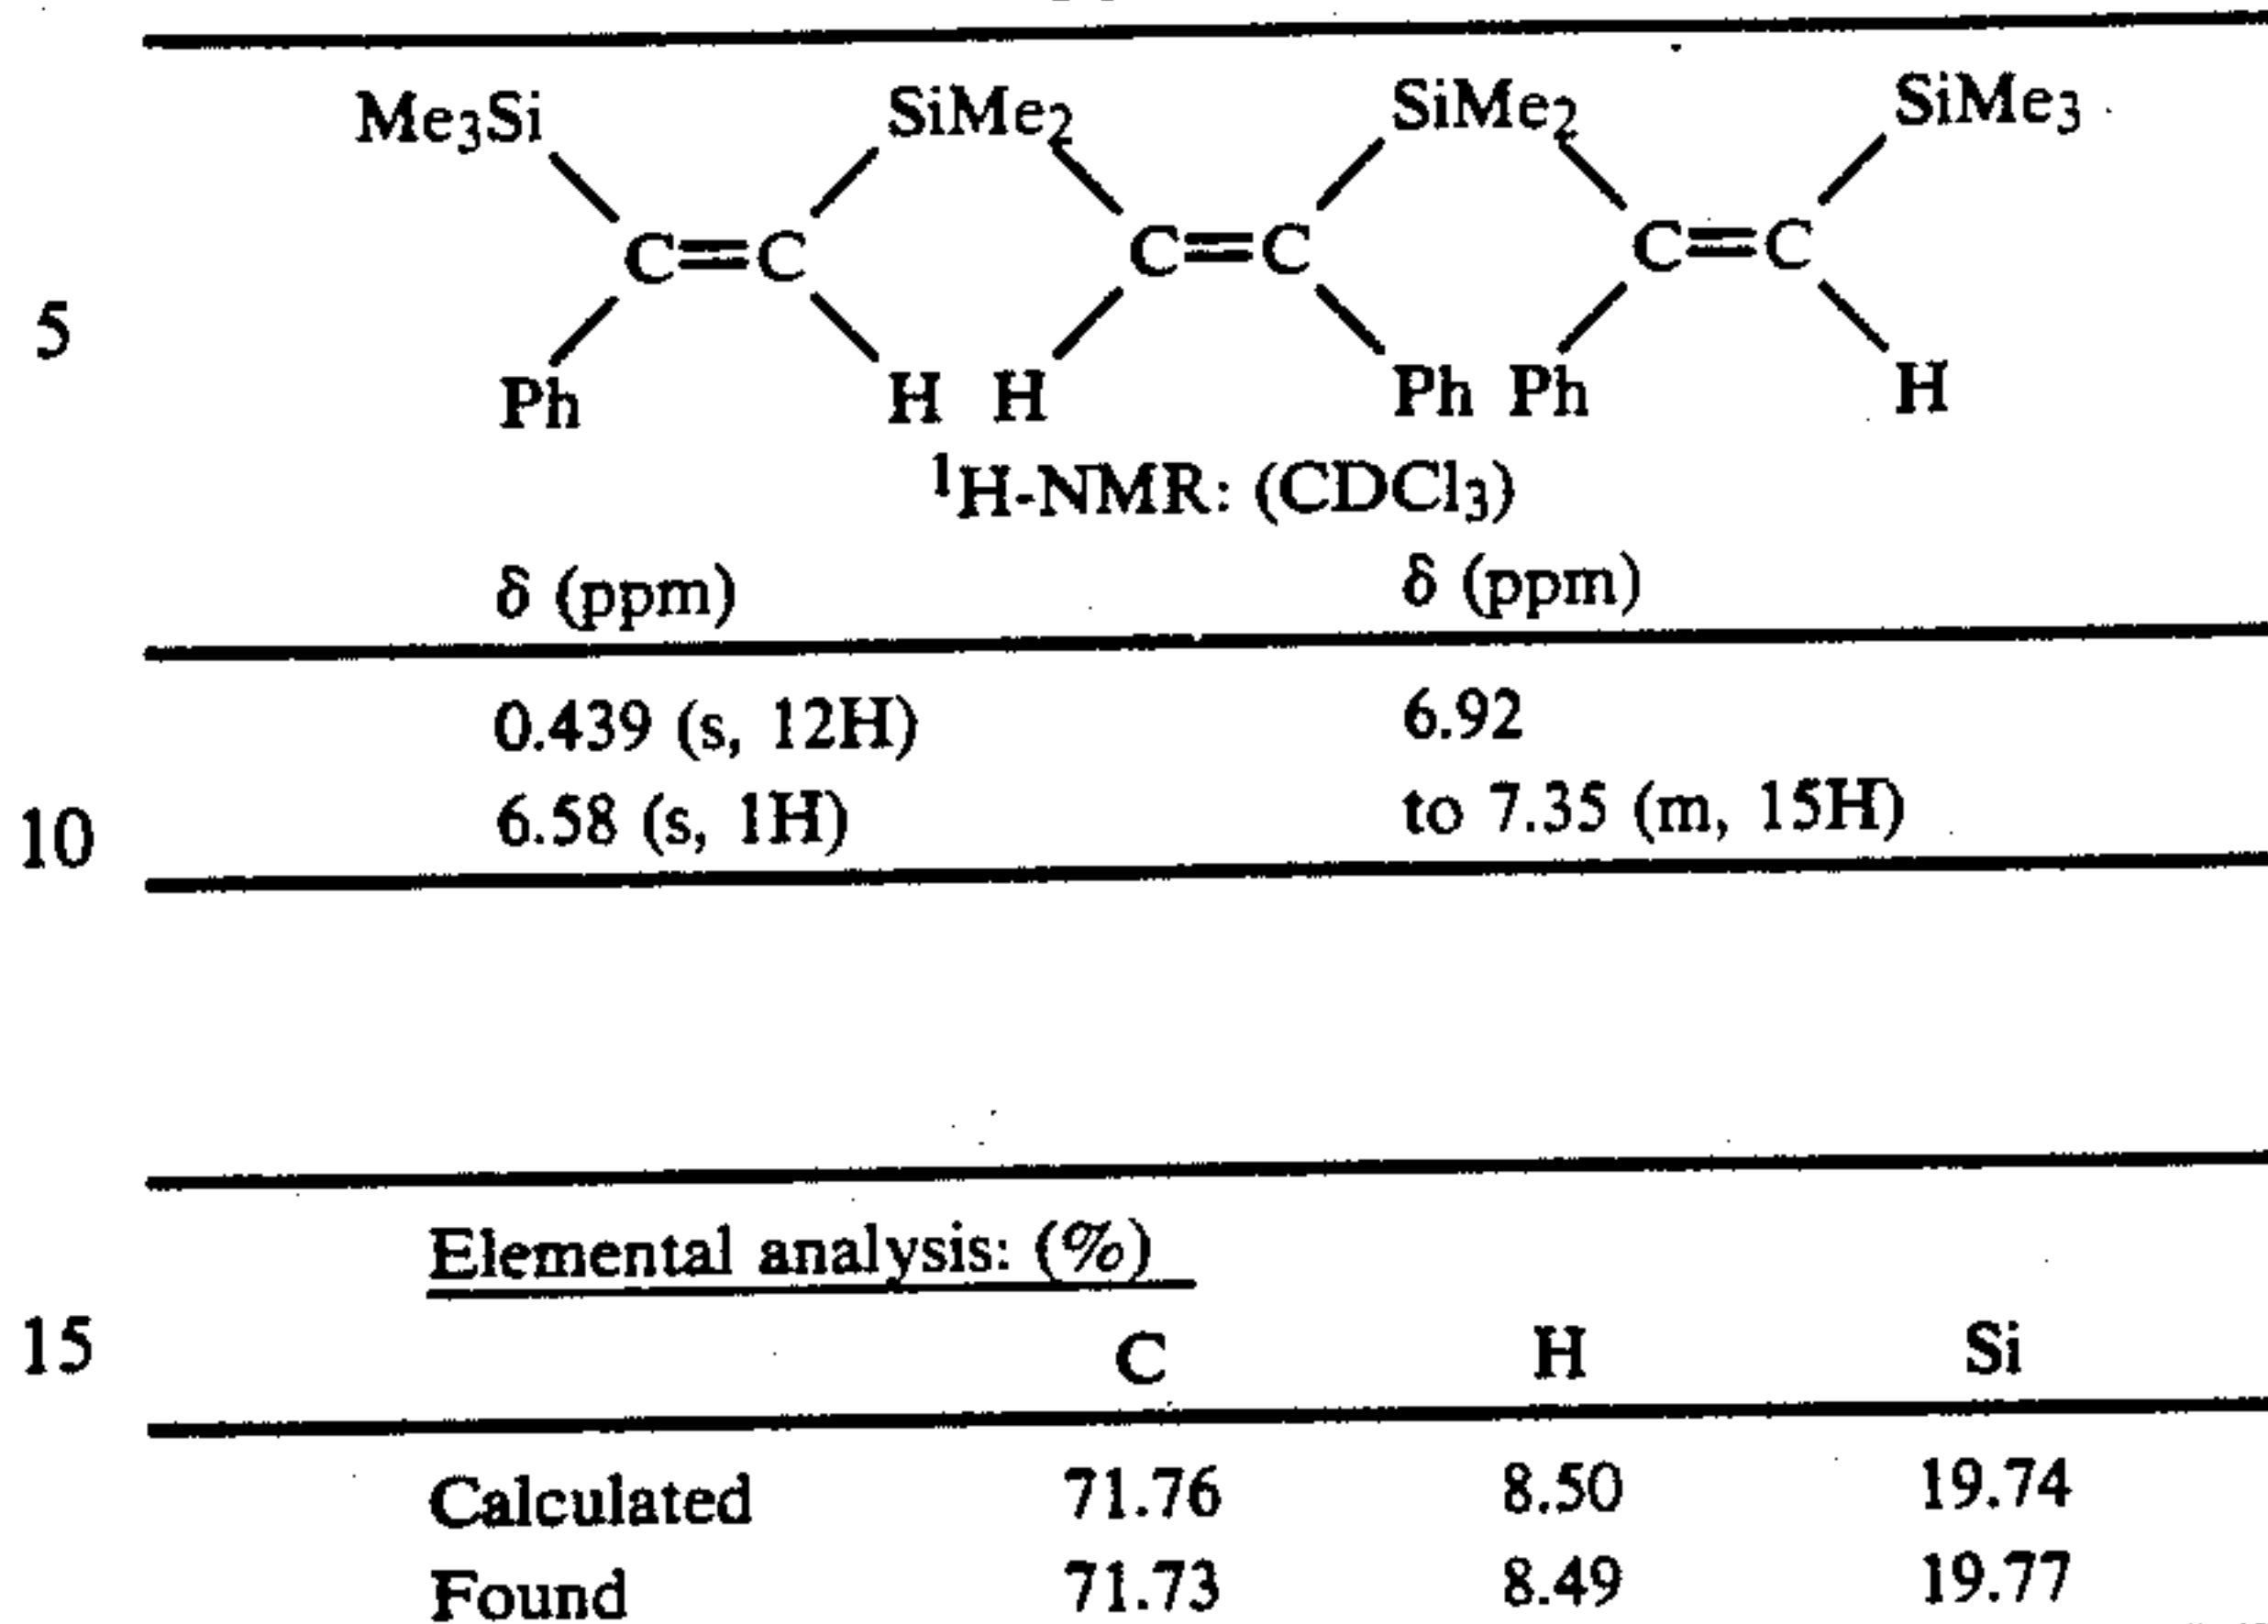 Me3Si SiMe2 SiMe2 SiMe3
C=C C=C C=C
5
Ph H H Ph Ph H
1H-NMR: (CDCl3)
δ (ppm) δ (ppm)
0.439 (s, 12H) 6.92
10 6.58 (s, 1H) to 7.35 (m, 15H)
Elemental analysis: (%)
15 C H Si
Calculated 71.76 8.50 19.74
Found 71.73 8.49 19.77